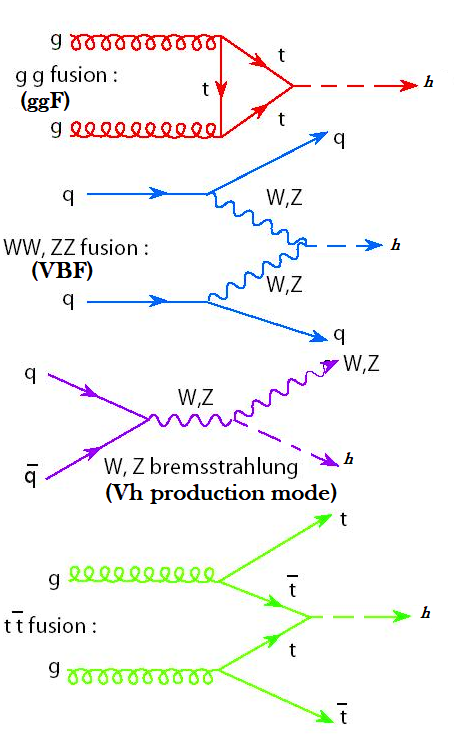 g
t
g g fusion :
h
(ggF)
t
g
t
q
q
W,Z
WW, ZZ fusion :
h
(VBF)
W,Z
q
q
q
W,Z
W,Z
h
q̄
W, Z bremsstrahlung
(Vh production mode)
t
g
t̄
h
t t̄ fusion :
t
g
t̄